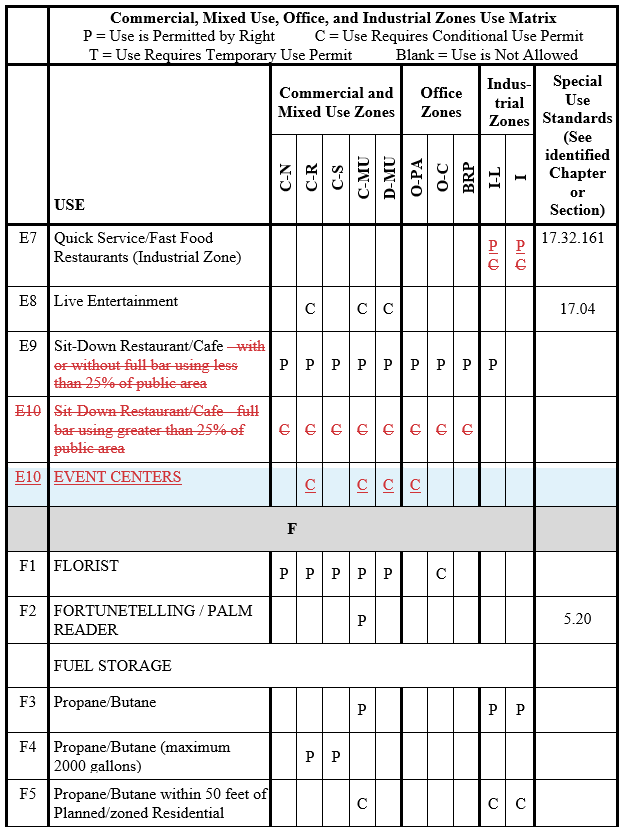 Commercial, Mixed Use, Office, and Industrial Zones Use Matrix
P = Use is Permitted by Right C = Use Requires Conditional Use Permit
T = Use Requires Temporary Use Permit Blank = Use is Not Allowed
USE
Commercial and
Mixed Use Zones
Office
Zones
Indus-
trial
Zones
Special
Use
Standards
(See
identified
Chapter
or
Section)
C-N C-R C-S C-MU D-MU O-PA O-C BRP I-L I
E7 Quick Service/Fast Food
Restaurants (Industrial Zone)
P P
C C
17.32.161
E8 Live Entertainment
C C C 17.04
E9 Sit-Down Restaurant/Cafe - with
or without full bar using less
than 25% of public area
P P P P P P P P P
E10 Sit-Down Restaurant/Cafe - full
bar using greater than 25% of
public area
C C C C C C C C
E10 EVENT CENTERS
C C C C
F
F1 FLORIST
P P P P P C
F2 FORTUNETELLING / PALM
READER
P 5.20
FUEL STORAGE
F3 Propane/Butane
P P P
F4 Propane/Butane (maximum
2000 gallons)
P P
F5 Propane/Butane within 50 feet of
Planned/zoned Residential
C C C